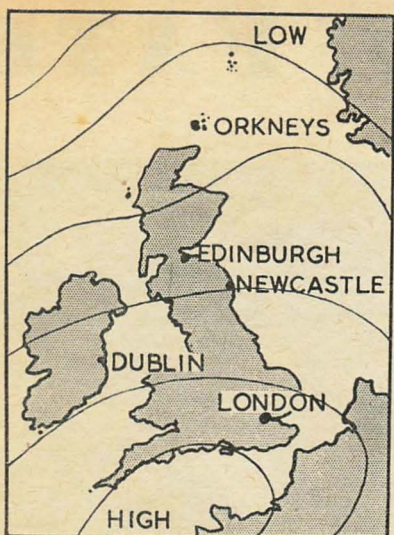 LOW
ORKNEYS
EDINBURGH
NEWCASTLE
DUBLIN
LONDON
HIGH